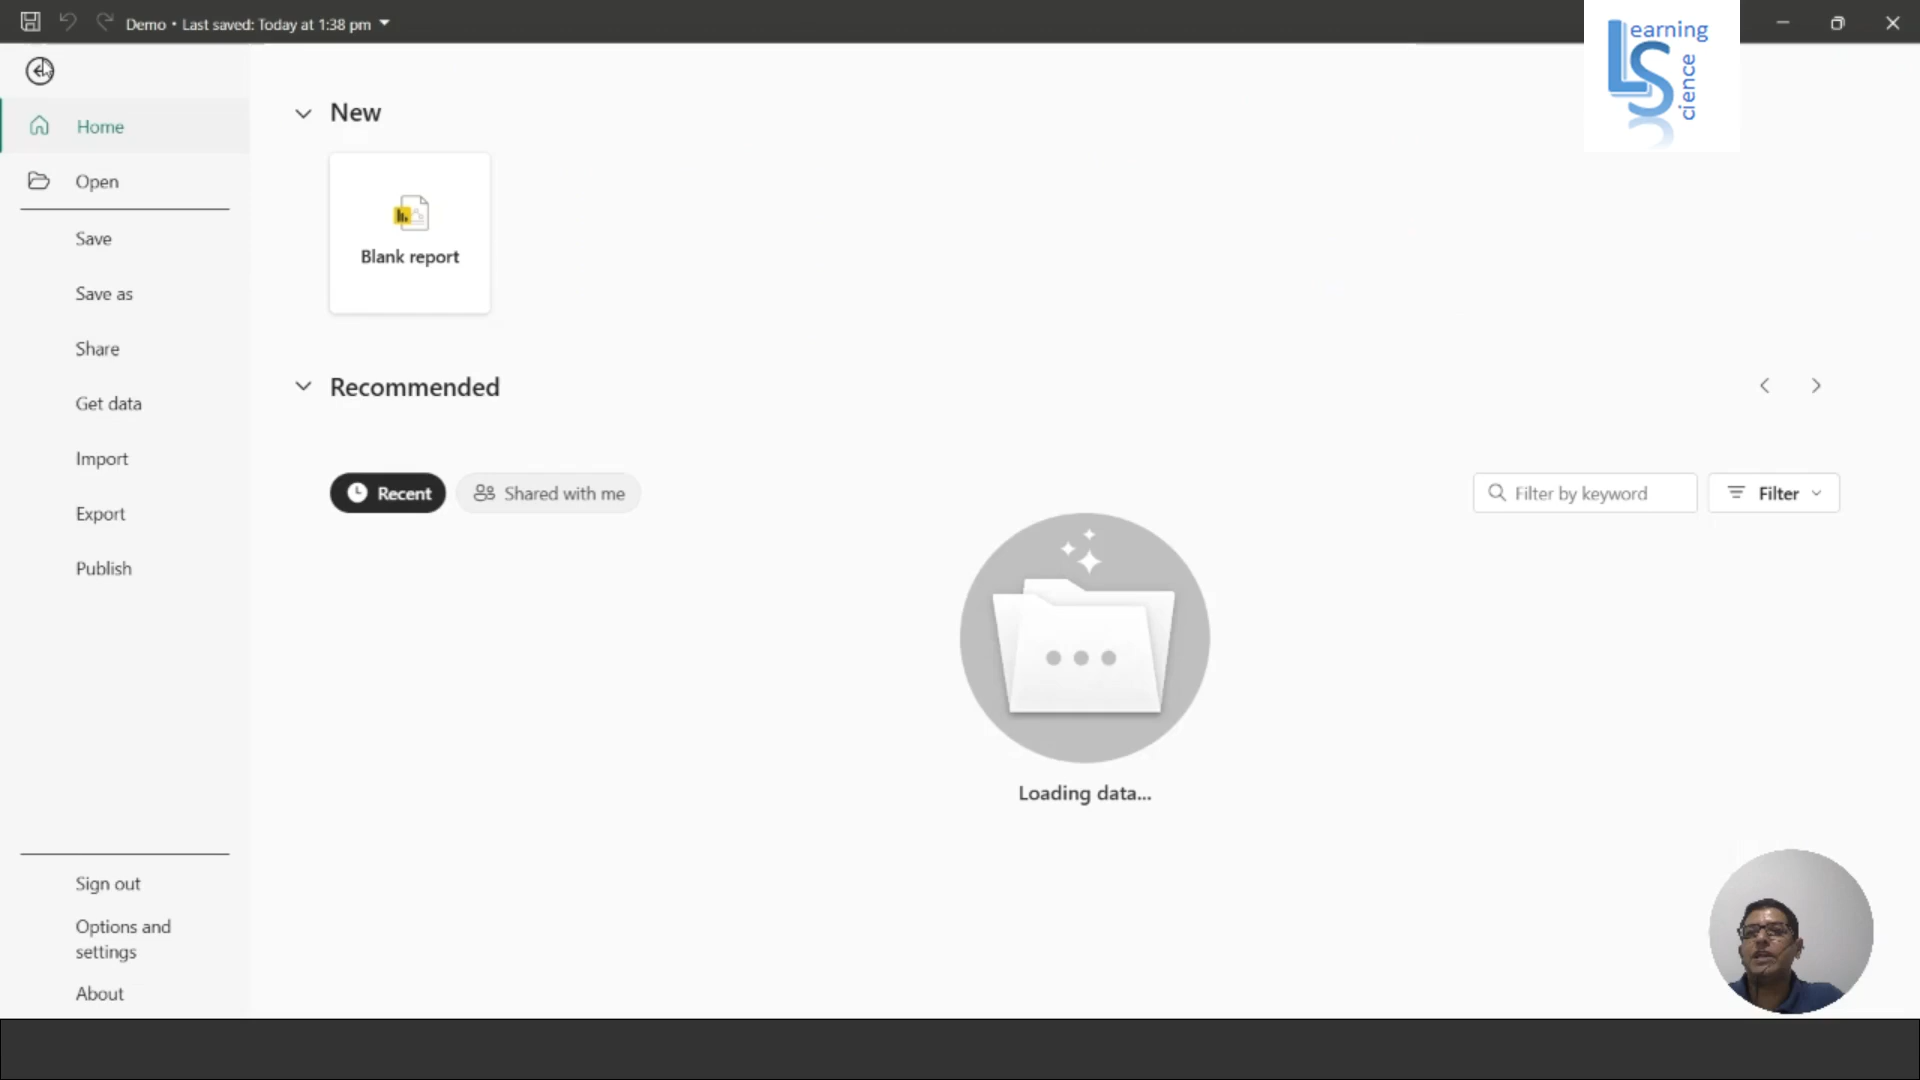 Demo • Last saved: Today at 1:38 pm
Learning
Science
Home
Open
Save
Save as
Share
Get data
Import
Export
Publish
Sign out
Options and
settings
About
New
Blank report
Recommended
Recent
Shared with me
Filter by keyword
Filter
Loading data...